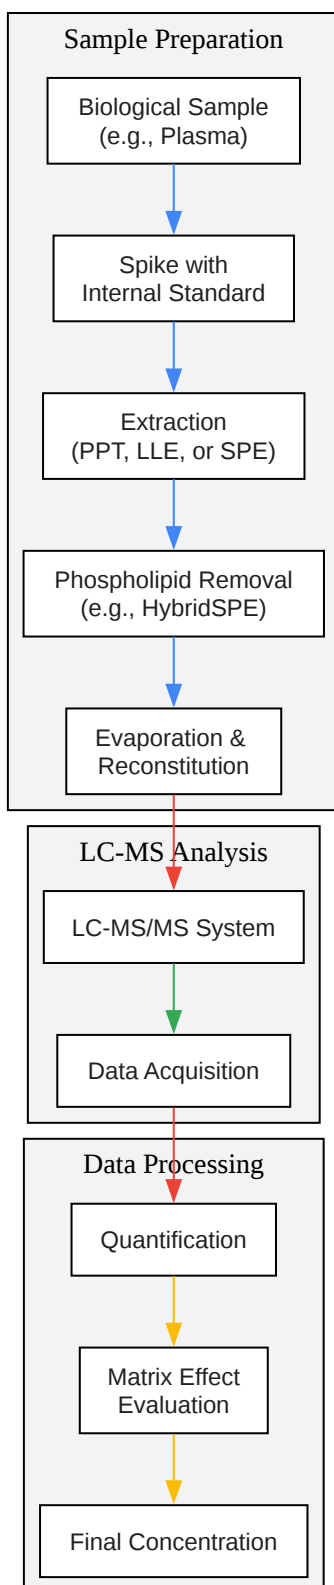 Sample Preparation
Biological Sample
(e.g., Plasma)
Spike with
Internal Standard
Extraction
(PPT, LLE, or SPE)
Phospholipid Removal
(e.g., HybridSPE)
Evaporation &
Reconstitution
LC-MS Analysis
LC-MS/MS System
Data Acquisition
Data Processing
Quantification
Matrix Effect
Evaluation
Final Concentration